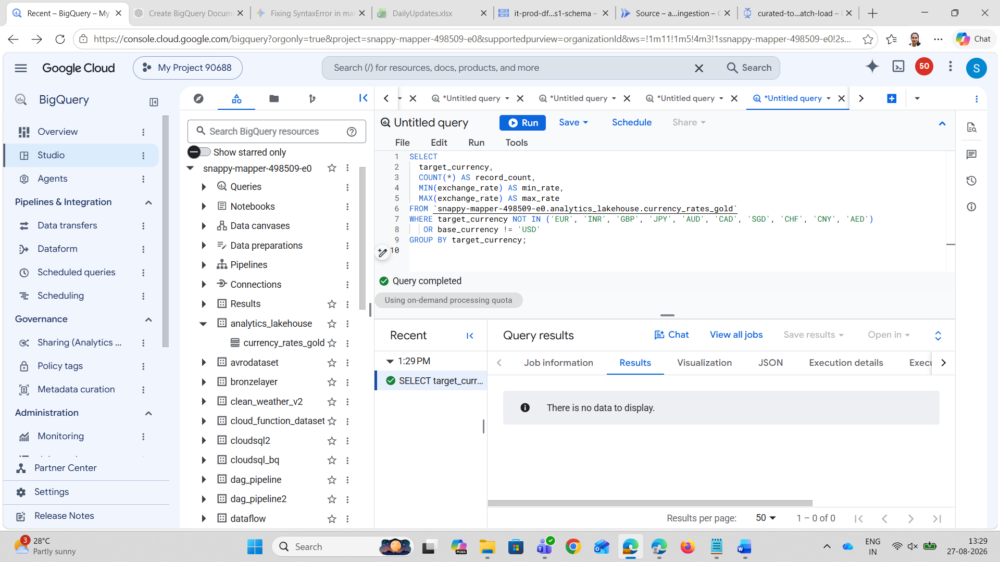 Recent – BigQuery – My
Create BigQuery Docum
Fixing SyntaxError in mai
DailyUpdates.xlsx
it-prod-df...s1-schema –
Source – a...ingestion – C
curated-to...atch-load –
https://console.cloud.google.com/bigquery?orgonly=true&project=snappy-mapper-498509-e0&supportedpurview=organizationId&ws=!1m11!1m5!4m3!1ssnappy-mapper-498509-e0!2s...
Chat
Google Cloud
My Project 90688
Search (/) for resources, docs, products, and more
Search
50
S
BigQuery
Overview
Studio
Agents
Pipelines & Integration
Data transfers
Dataform
Scheduled queries
Scheduling
Governance
Sharing (Analytics ...
Policy tags
Metadata curation
Administration
Monitoring
Partner Center
Settings
Release Notes
Search BigQuery resources
Show starred only
snappy-mapper-498509-e0
Queries
Notebooks
Data canvases
Data preparations
Pipelines
Connections
Results
analytics_lakehouse
currency_rates_gold
avrodataset
bronzelayer
clean_weather_v2
cloud_function_dataset
cloudsql2
cloudsql_bq
dag_pipeline
dag_pipeline2
dataflow
*Untitled query
*Untitled query
*Untitled query
*Untitled query
Untitled query
Run
Save
Schedule
Share
File
Edit
Run
Tools
1 SELECT
2 target_currency,
3 COUNT(*) AS record_count,
4 MIN(exchange_rate) AS min_rate,
5 MAX(exchange_rate) AS max_rate
6 FROM `snappy-mapper-498509-e0.analytics_lakehouse.currency_rates_gold`
7 WHERE target_currency NOT IN ('EUR', 'INR', 'GBP', 'JPY', 'AUD', 'CAD', 'SGD', 'CHF', 'CNY', 'AED')
8 OR base_currency != 'USD'
9 GROUP BY target_currency;
10
Query completed
Using on-demand processing quota
Recent
1:29 PM
SELECT target_curr...
Query results
Chat
View all jobs
Save results
Open in
Job information
Results
Visualization
JSON
Execution details
Execu
There is no data to display.
Results per page:
50
1 – 0 of 0
3
28°C
Partly sunny
Search
M365
ENG
IN
13:29
27-08-2026